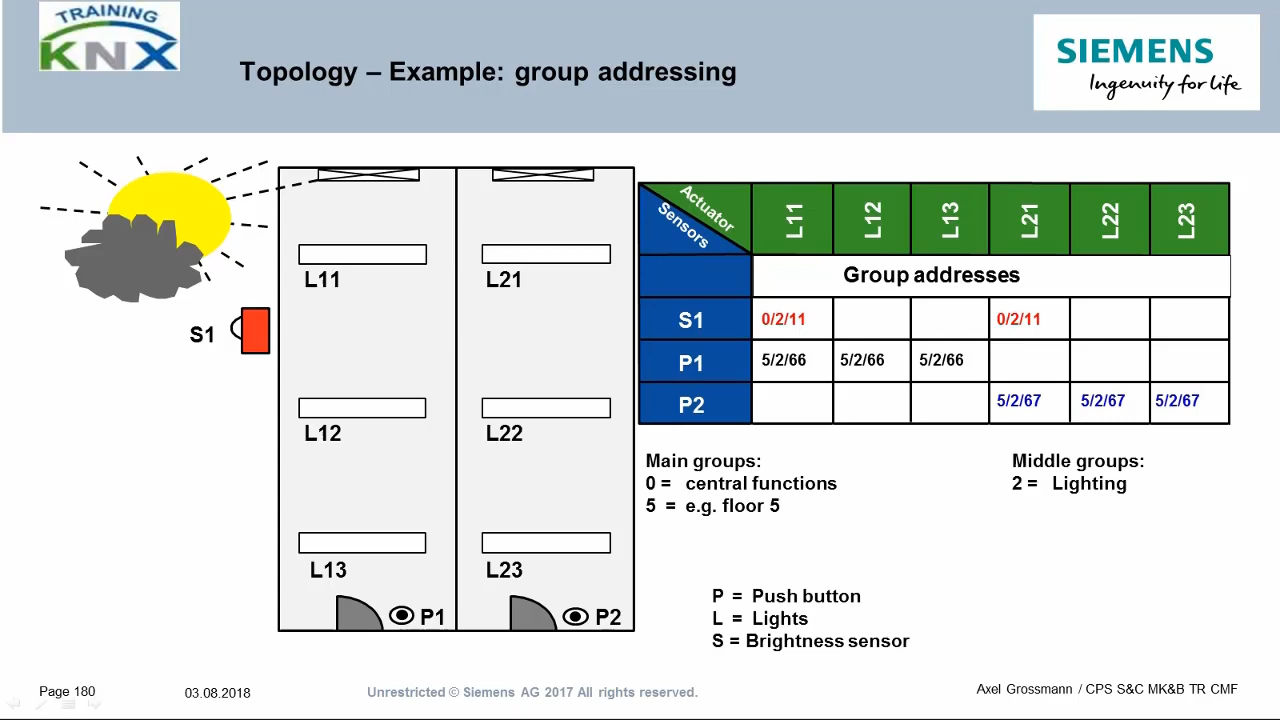 TRAINING
KNX
Topology – Example: group addressing
SIEMENS
Ingenuity for life
S1
L11
L21
L12
L22
L13
L23
P1
P2
Actuator
Sensors
L11 L12 L13 L21 L22 L23
Group addresses
S1 0/2/11 0/2/11
P1 5/2/66 5/2/66 5/2/66
P2 5/2/67 5/2/67 5/2/67
Main groups:
0 = central functions
5 = e.g. floor 5
Middle groups:
2 = Lighting
P = Push button
L = Lights
S = Brightness sensor
Page 180
03.08.2018
Unrestricted © Siemens AG 2017 All rights reserved.
Axel Grossmann / CPS S&C MK&B TR CMF